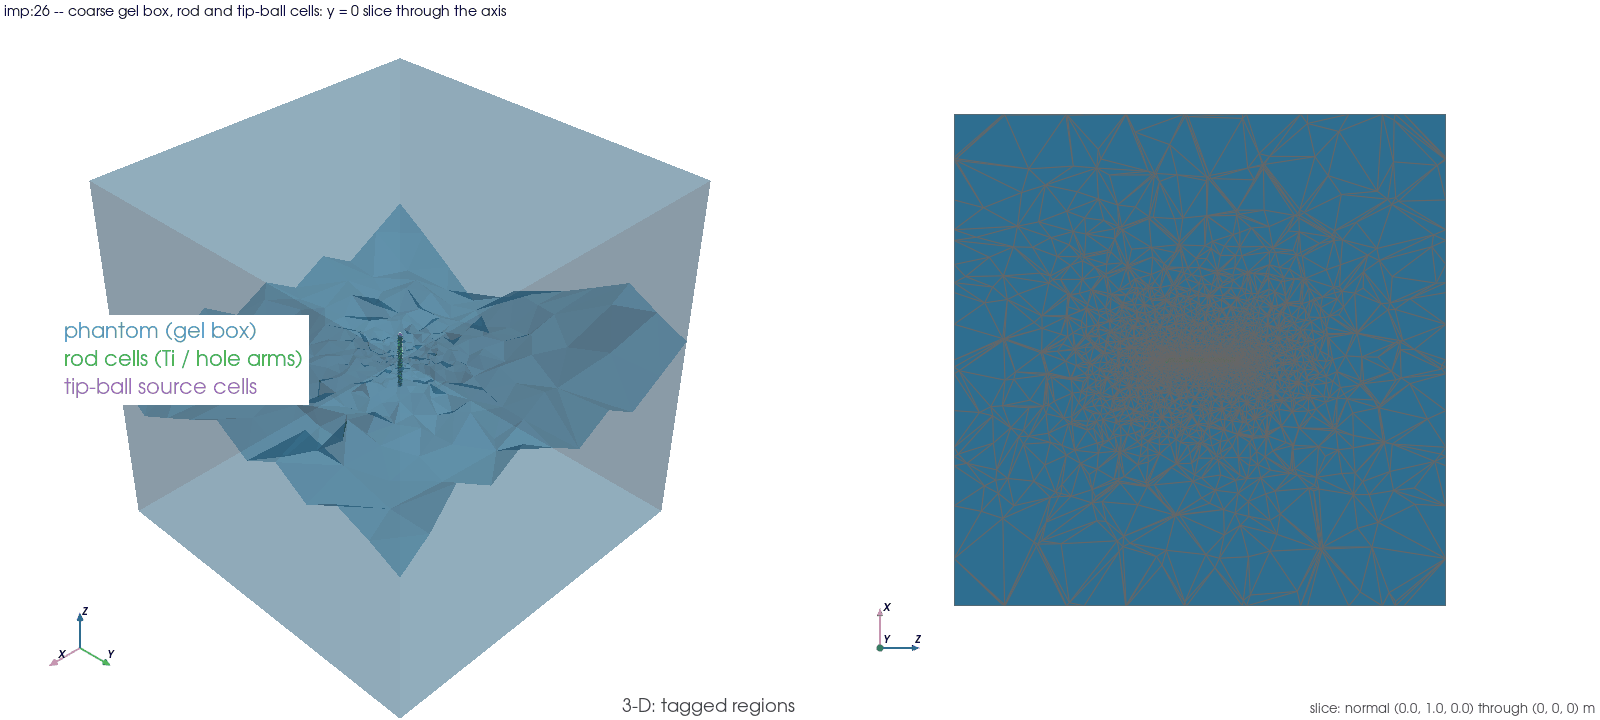 imp:26 -- coarse gel box, rod and tip-ball cells: y = 0 slice through the axis
phantom (gel box)
rod cells (Ti / hole arms)
tip-ball source cells
Z
X
Y
X
Y
Z
3-D: tagged regions
slice: normal (0.0, 1.0, 0.0) through (0, 0, 0) m